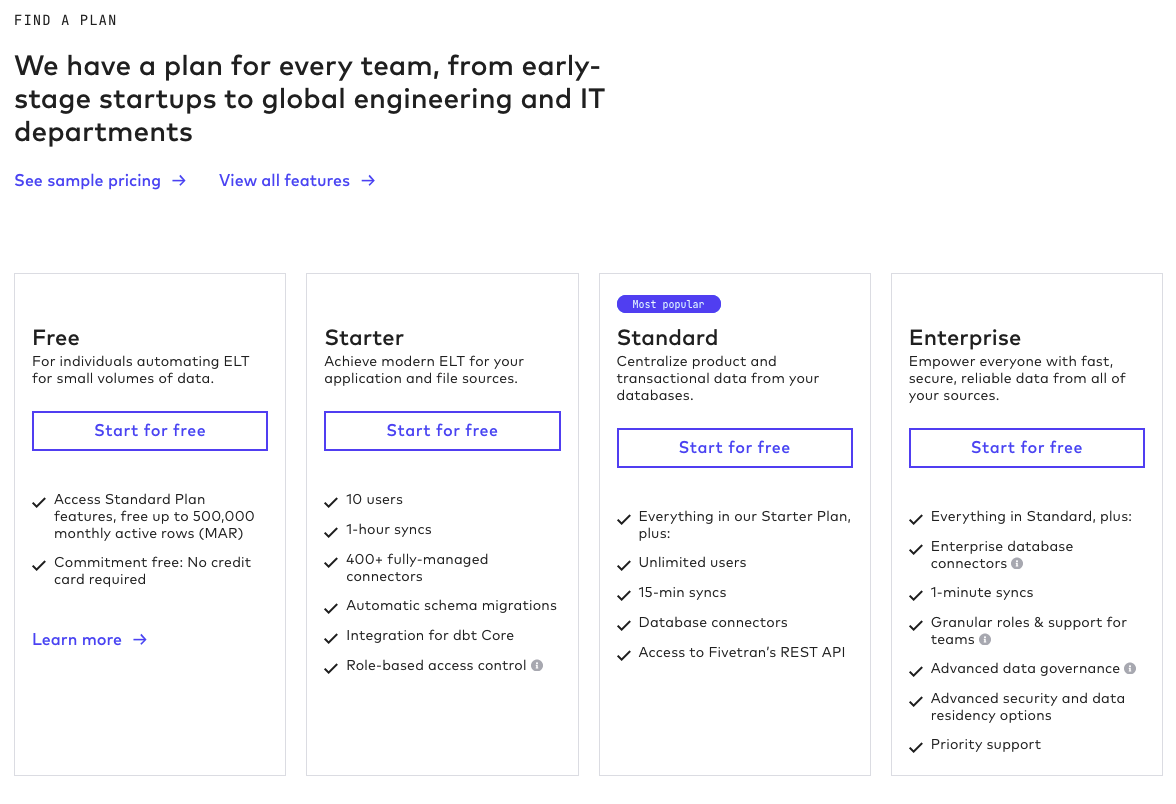 FIND A PLAN
We have a plan for every team, from early-
stage startups to global engineering and IT
departments
See sample pricing →
View all features →
Free
For individuals automating ELT
for small volumes of data.
Start for free
Access Standard Plan
features, free up to 500,000
monthly active rows (MAR)
Commitment free: No credit
card required
Learn more →
Starter
Achieve modern ELT for your
application and file sources.
Start for free
10 users
1-hour syncs
400+ fully-managed
connectors
Automatic schema migrations
Integration for dbt Core
Role-based access control
Most popular
Standard
Centralize product and
transactional data from your
databases.
Start for free
Everything in our Starter Plan,
plus:
Unlimited users
15-min syncs
Database connectors
Access to Fivetran’s REST API
Enterprise
Empower everyone with fast,
secure, reliable data from all of
your sources.
Start for free
Everything in Standard, plus:
Enterprise database
connectors
1-minute syncs
Granular roles & support for
teams
Advanced data governance
Advanced security and data
residency options
Priority support